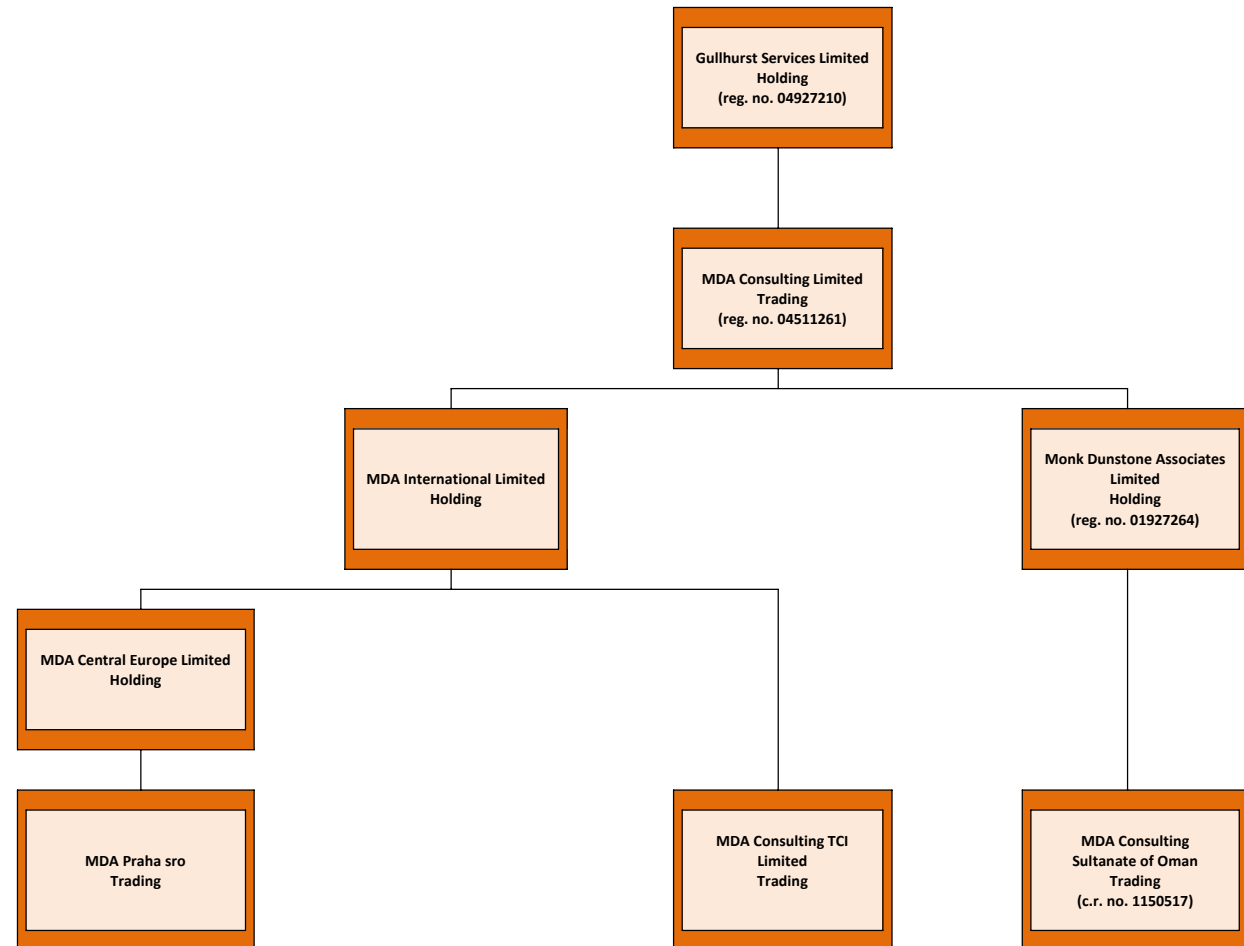 Gullhurst Services Limited
Holding
(reg. no. 04927210)
MDA Consulting Limited
Trading
(reg. no. 04511261)
MDA International Limited
Holding
Monk Dunstone Associates
Limited
Holding
(reg. no. 01927264)
MDA Central Europe Limited
Holding
MDA Praha sro
Trading
MDA Consulting TCI
Limited
Trading
MDA Consulting
Sultanate of Oman
Trading
(c.r. no. 1150517)